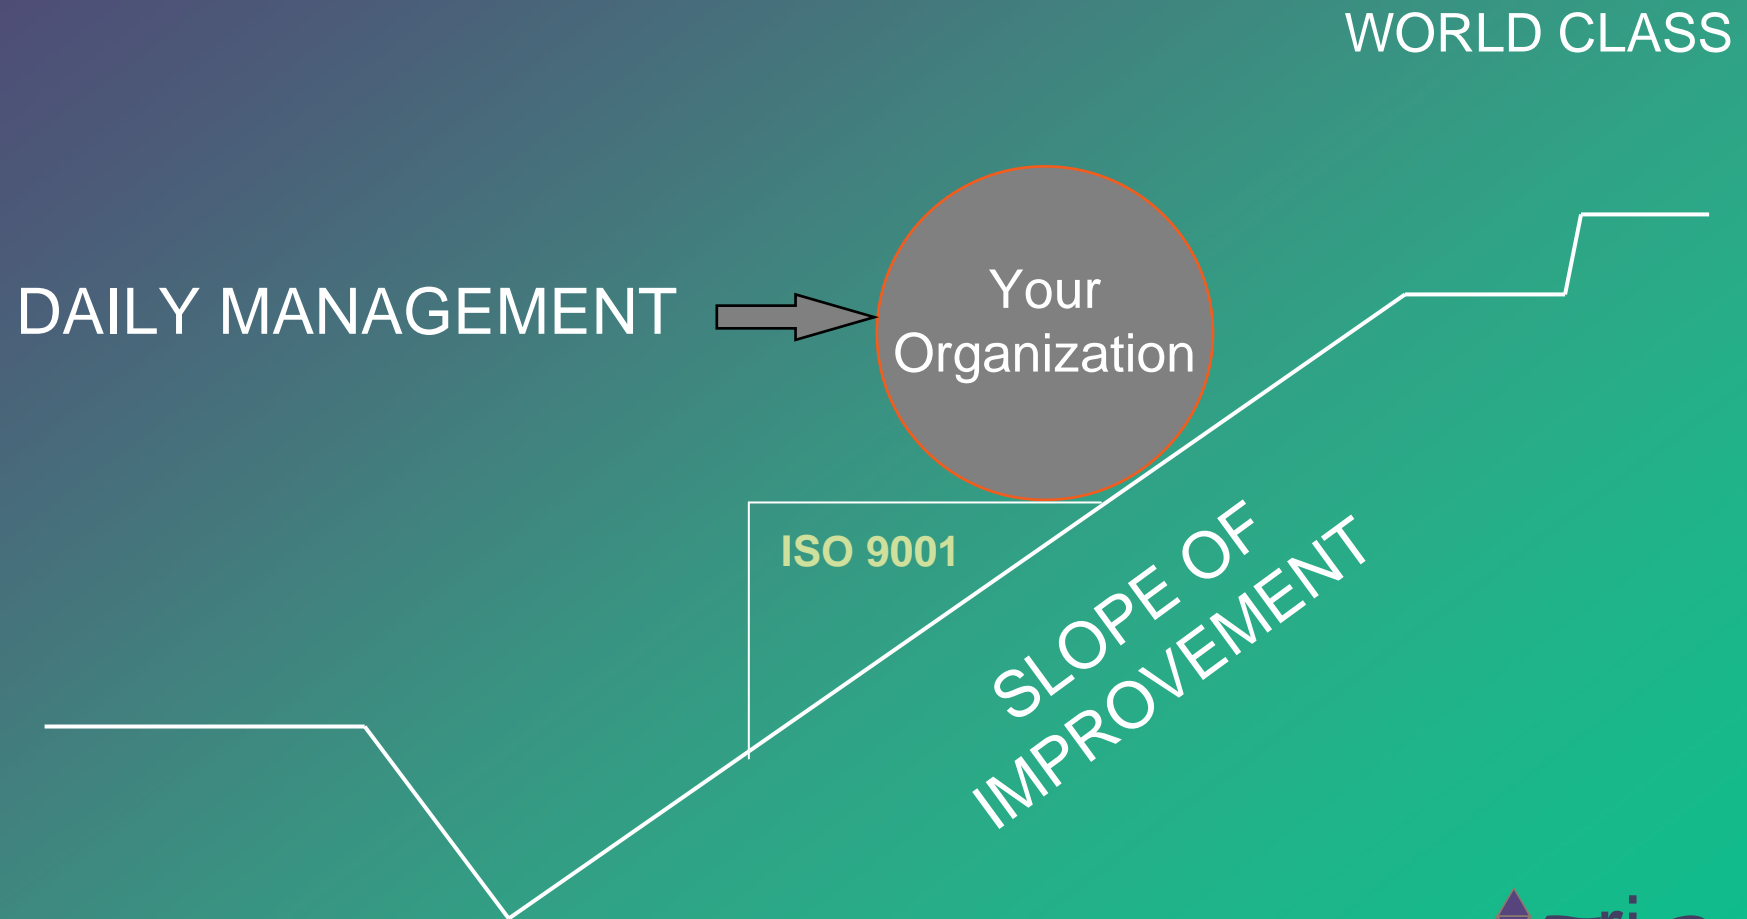 WORLD CLASS
DAILY MANAGEMENT
Your
Organization
ISO 9001
SLOPE OF
IMPROVEMENT